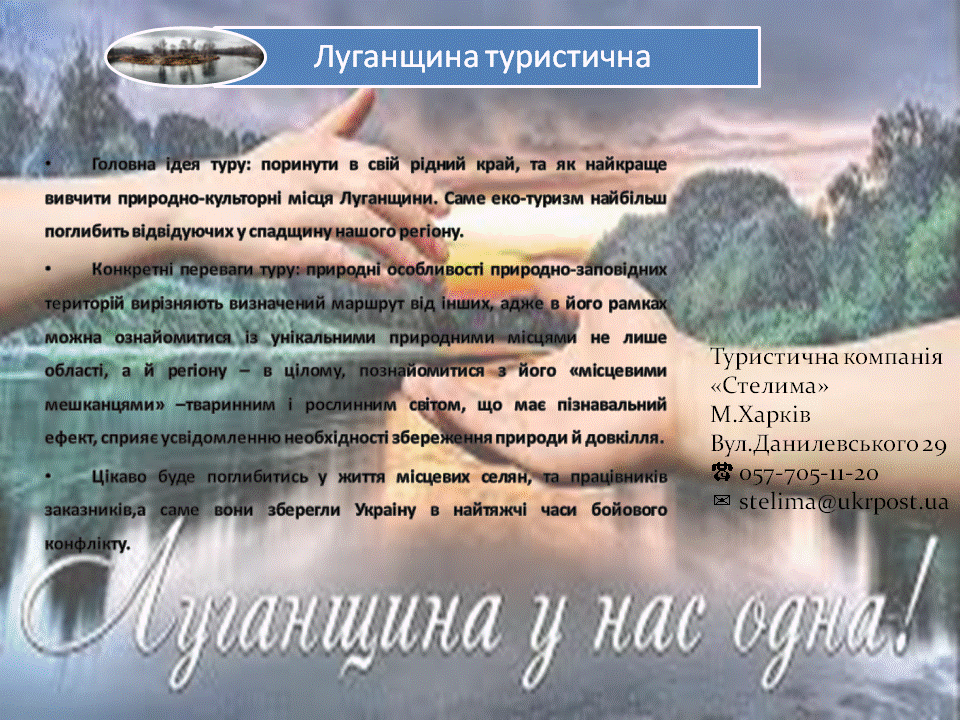 Луганщина туристична
• Головна ідея туру: поринути в свій рідний край, та як найкраще
вивчити природно-культорні місця Луганщини. Саме еко-туризм найбільш
поглибить відвідуючих у спадщину нашого регіону.
• Конкретні переваги туру: природні особливості природно-заповідних
територій вирізняють визначений маршрут від інших, адже в його рамках
можна ознайомитися із унікальними природними місцями не лише
області, а й регіону – в цілому, познайомитися з його «місцевими
мешканцями» –тваринним і рослинним світом, що має пізнавальний
ефект, сприяє усвідомленню необхідності збереження природи й довкілля.
• Цікаво буде поглибитись у життя місцевих селян, та працівників
заказників,а саме вони зберегли Україну в найтяжчі часи бойового
конфлікту.
Туристична компанія
«Стелима»
М.Харків
Вул.Данилевського 29
☎ 057-705-11-20
✉ stelima@ukrpost.ua
Луганщина у нас одна!